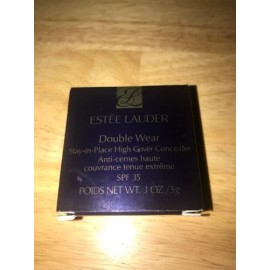 ESTĒE LAUDER
Double Wear
Stay-in-Place High Cover Concealer
Anti-cernes haute
couvrance tenue extrême
SPF 35
POIDS NET WT. .1 OZ./3g